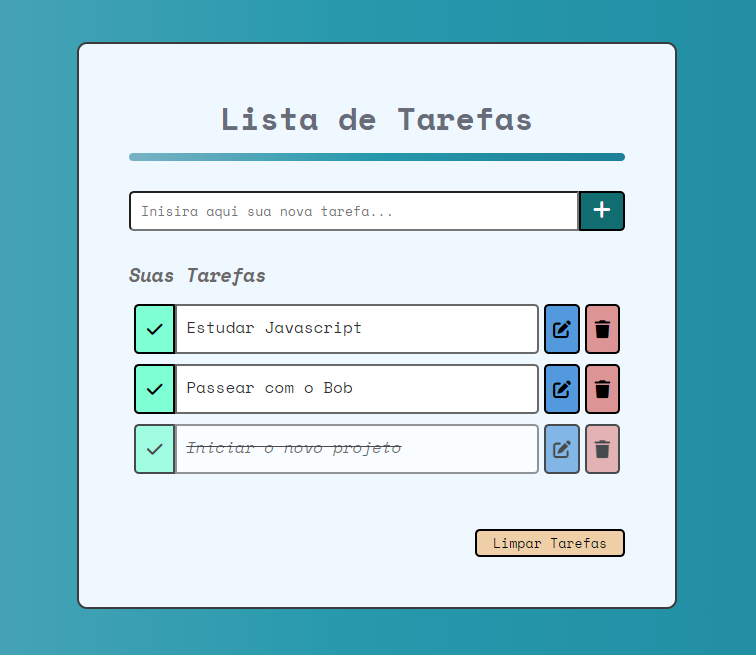 Lista de Tarefas
Inisira aqui sua nova tarefa...
Suas Tarefas
Estudar Javascript
Passear com o Bob
Iniciar o novo projeto
Limpar Tarefas